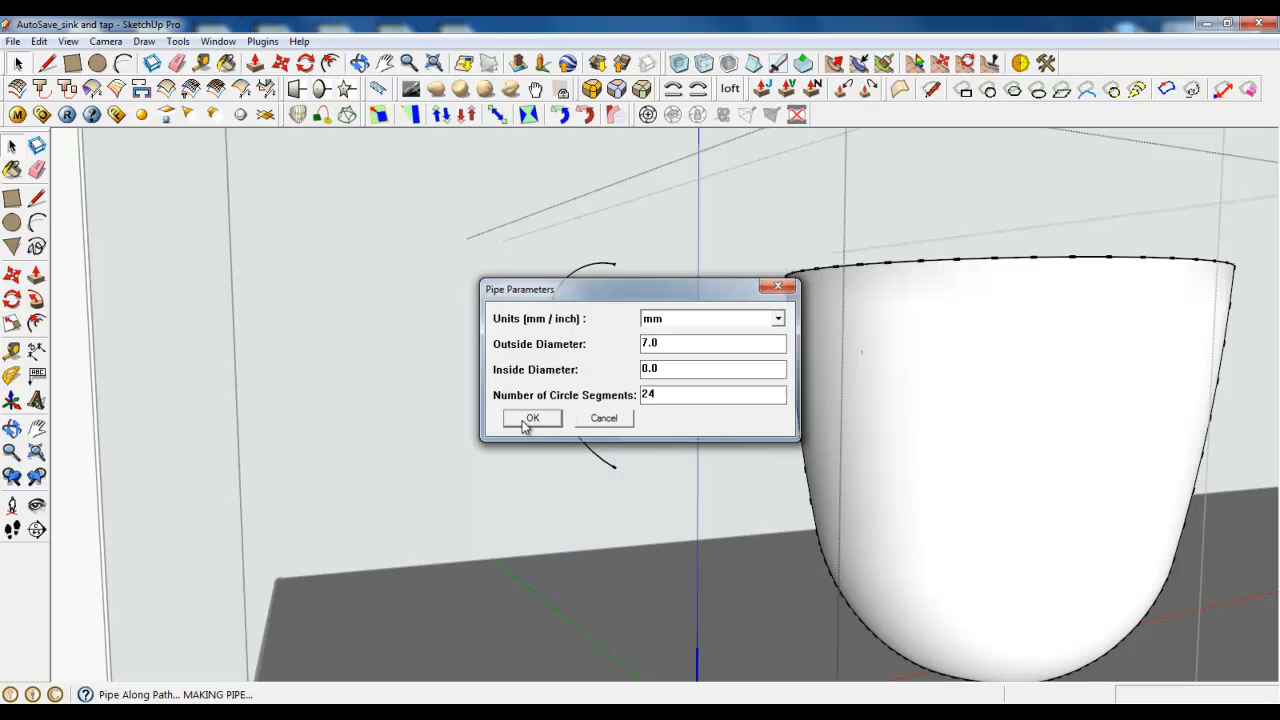 AutoSave_sink and tap - SketchUp Pro
File Edit View Camera Draw Tools Window Plugins Help
loft
M R ?
ABC
Pipe Parameters
Units (mm / inch) : mm
Outside Diameter: 7.0
Inside Diameter: 0.0
Number of Circle Segments: 24
OK Cancel
? Pipe Along Path... MAKING PIPE...